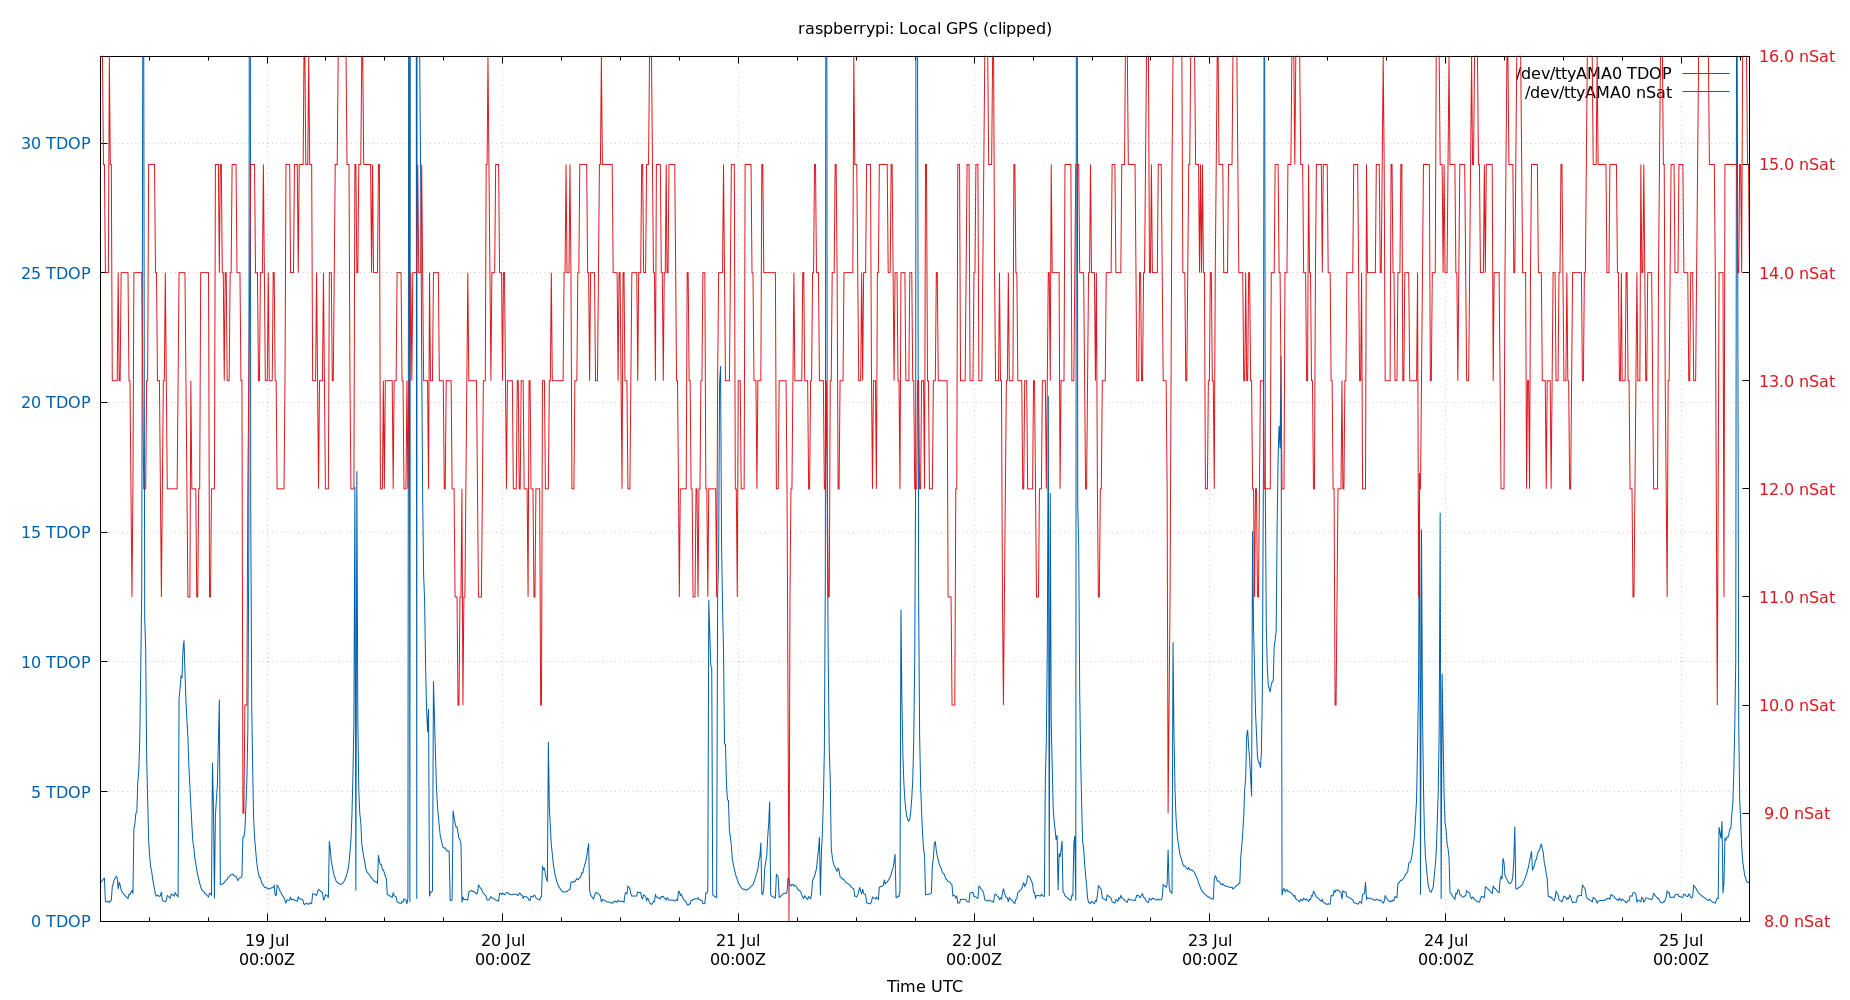 raspberrypi: Local GPS (clipped)
16.0 nSat
/dev/ttyAMA0 TDOP
/dev/ttyAMA0 nSat
30 TDOP
15.0 nSat
25 TDOP
14.0 nSat
20 TDOP
13.0 nSat
12.0 nSat
15 TDOP
11.0 nSat
10 TDOP
10.0 nSat
5 TDOP
9.0 nSat
0 TDOP
8.0 nSat
19 Jul
00:00Z
20 Jul
00:00Z
21 Jul
00:00Z
22 Jul
00:00Z
23 Jul
00:00Z
24 Jul
00:00Z
25 Jul
00:00Z
Time UTC